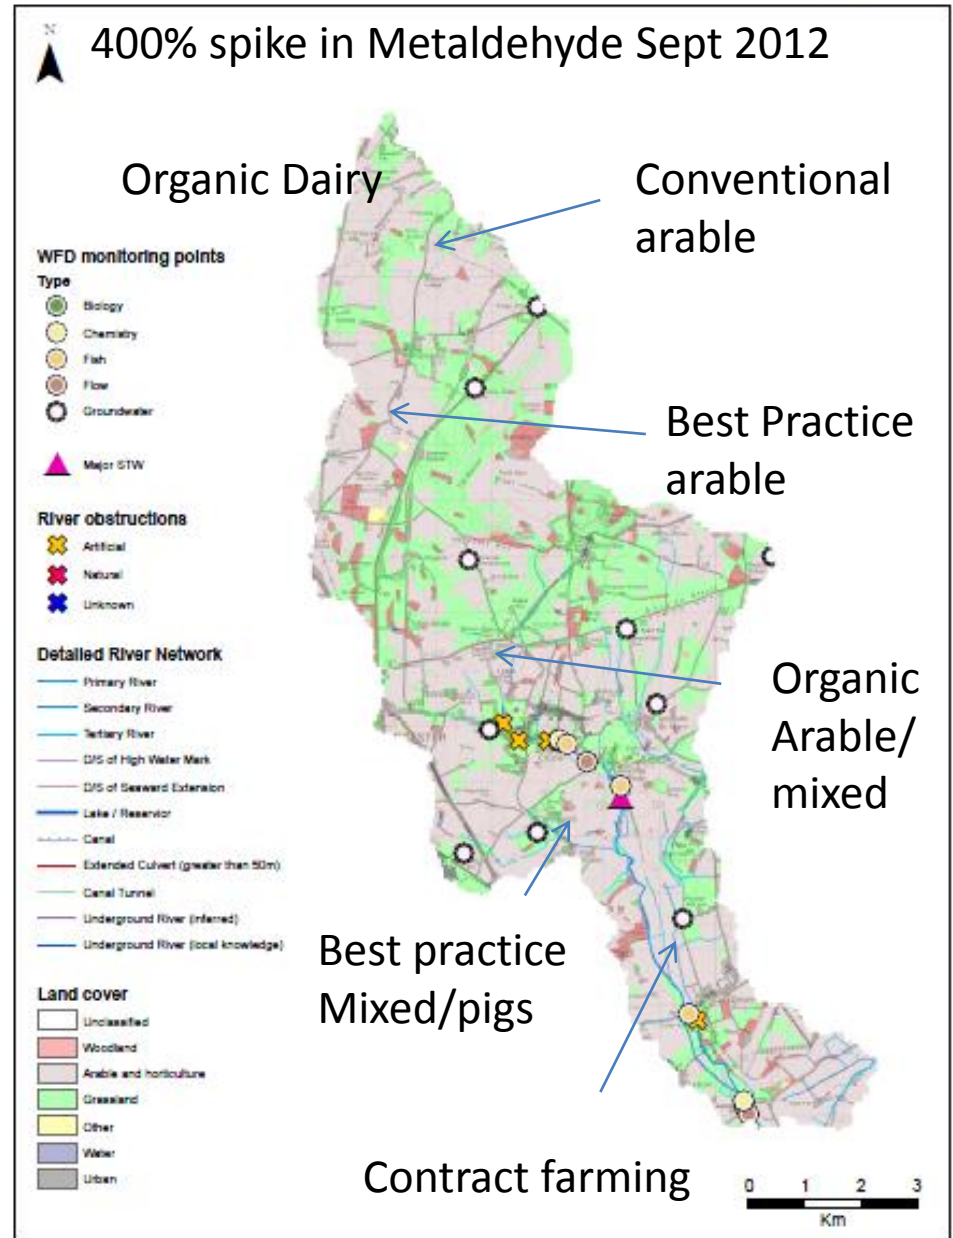 N
400% spike in Metaldehyde Sept 2012
Organic Dairy
Conventional
arable
WFD monitoring points
Type
Biology
Chemistry
Fish
Flow
Groundwater
Major STW
Best Practice
arable
River obstructions
Artificial
Natural
Unknown
Detailed River Network
Primary River
Secondary River
Tertiary River
D/S of High Water Mark
D/S of Seaward Extension
Lake / Reservoir
Canal
Extended Culvert (greater than 50m)
Canal Tunnel
Underground River (inferred)
Underground River (local knowledge)
Organic
Arable/
mixed
Best practice
Mixed/pigs
Land cover
Unclassified
Woodland
Arable and horticulture
Grassland
Other
Water
Urban
Contract farming
0 1 2 3
Km